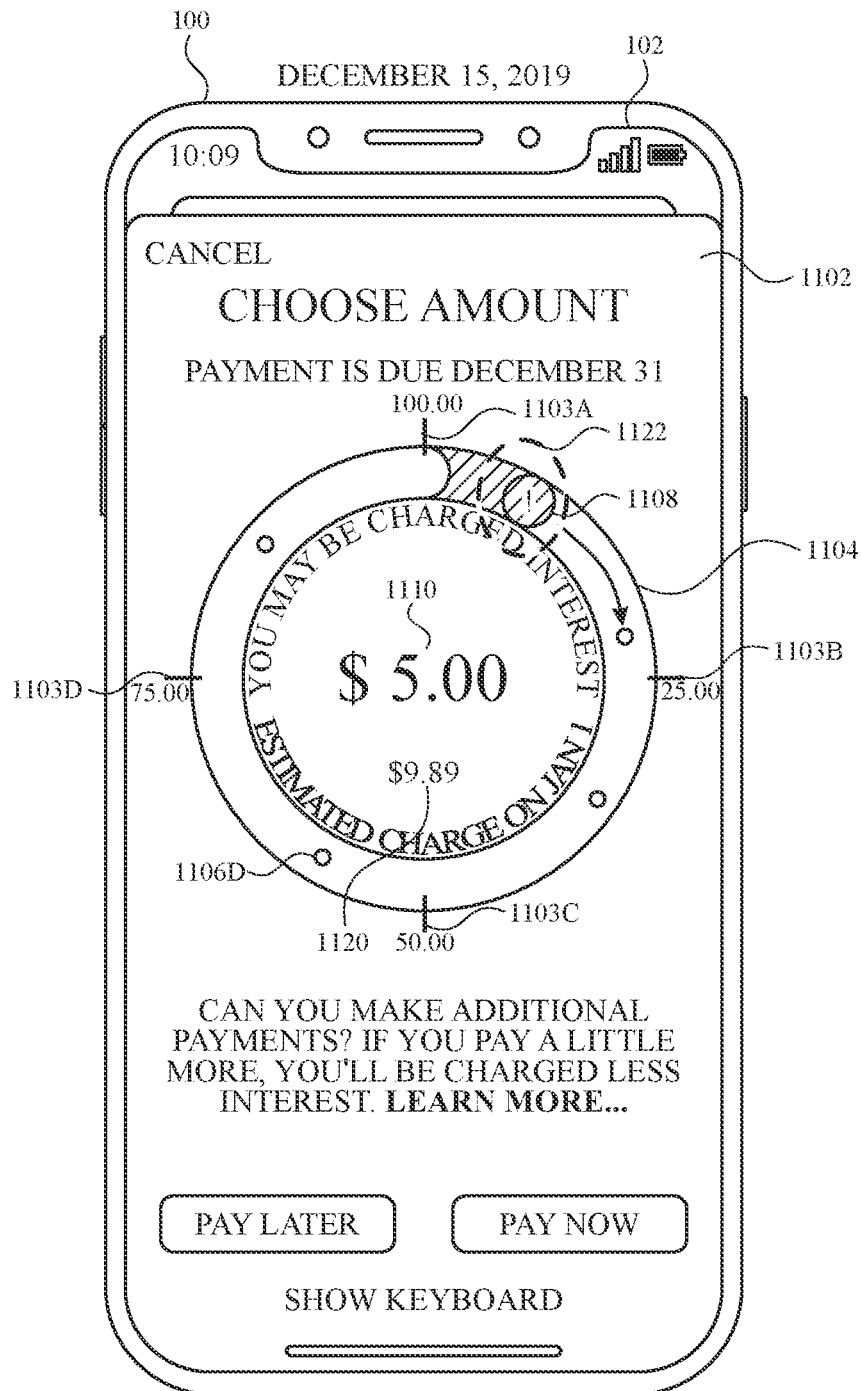 100
102
DECEMBER 15, 2019
10:09
CANCEL
1102
CHOOSE AMOUNT
PAYMENT IS DUE DECEMBER 31
100.00
1103A
1122
1108
1104
YOU MAY BE CHARGED INTEREST
1110
$ 5.00
1103B
1103D
75.00
25.00
$9.89
ESTIMATED CHARGE ON JAN 1
1106D
1103C
1120
50.00
CAN YOU MAKE ADDITIONAL
PAYMENTS? IF YOU PAY A LITTLE
MORE, YOU'LL BE CHARGED LESS
INTEREST. LEARN MORE...
PAY LATER
PAY NOW
SHOW KEYBOARD